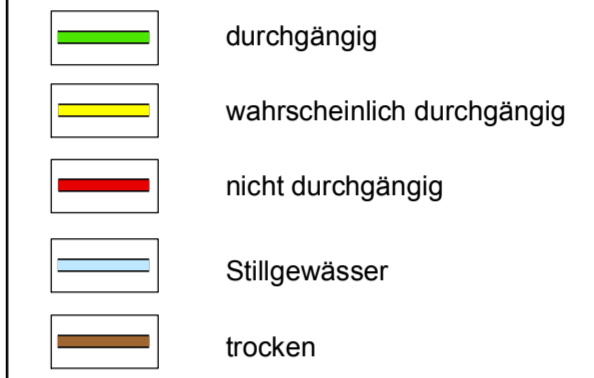 durchgängig
wahrscheinlich durchgängig
nicht durchgängig
Stillgewässer
trocken